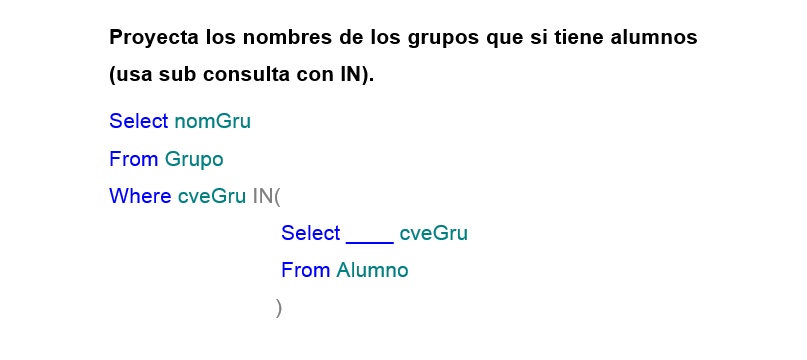 Proyecta los nombres de los grupos que si tiene alumnos
(usa sub consulta con IN).
Select nomGru
From Grupo
Where cveGru IN(
Select ____ cveGru
From Alumno
)